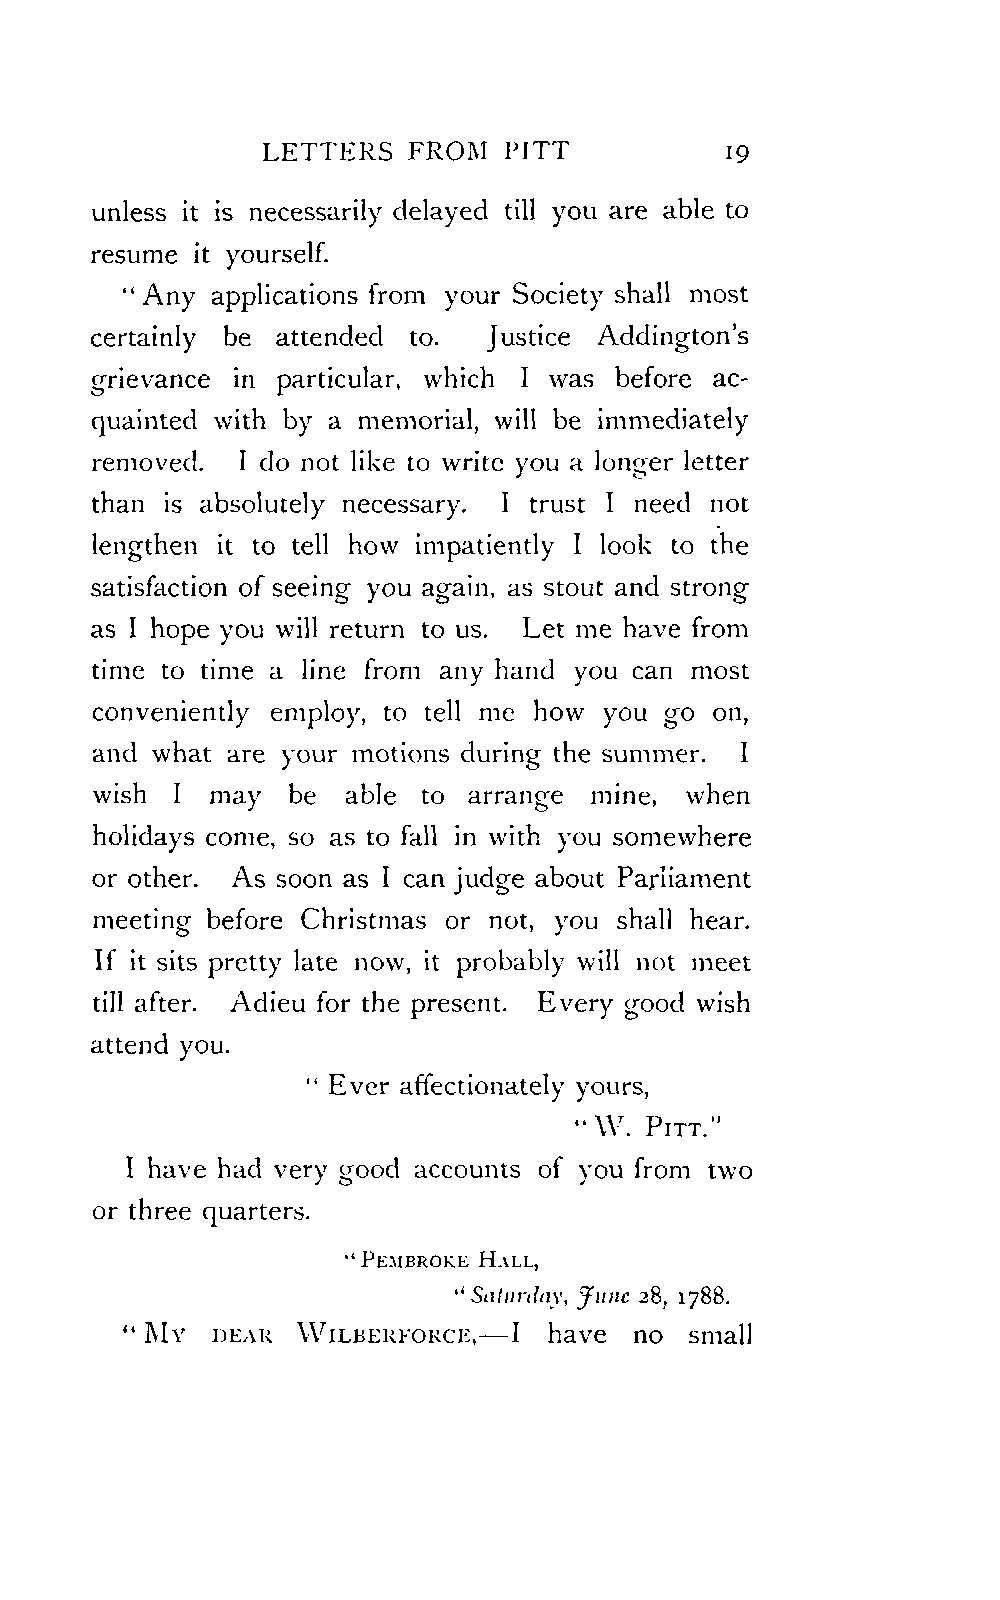 LETTERS FROM PITT 19
unless it is necessarily delayed till you are able to
resume it yourself.
“Any applications from your Society shall most
certainly be attended to. Justice Addington's
grievance in particular, which I was before ac-
quainted with by a memorial, will be immediately
removed. I do not like to write you a longer letter
than is absolutely necessary. I trust I need not
lengthen it to tell how impatiently I look to the
satisfaction of seeing you again, as stout and strong
as I hope you will return to us. Let me have from
time to time a line from any hand you can most
conveniently employ, to tell me how you go on,
and what are your motions during the summer. I
wish I may be able to arrange mine, when
holidays come, so as to fall in with you somewhere
or other. As soon as I can judge about Parliament
meeting before Christmas or not, you shall hear.
If it sits pretty late now, it probably will not meet
till after. Adieu for the present. Every good wish
attend you.
“Ever affectionately yours,
“W. PITT.”
I have had very good accounts of you from two
or three quarters.
“PEMBROKE HALL,
“Saturday, June 28, 1788.
“MY DEAR WILBERFORCE,—I have no small